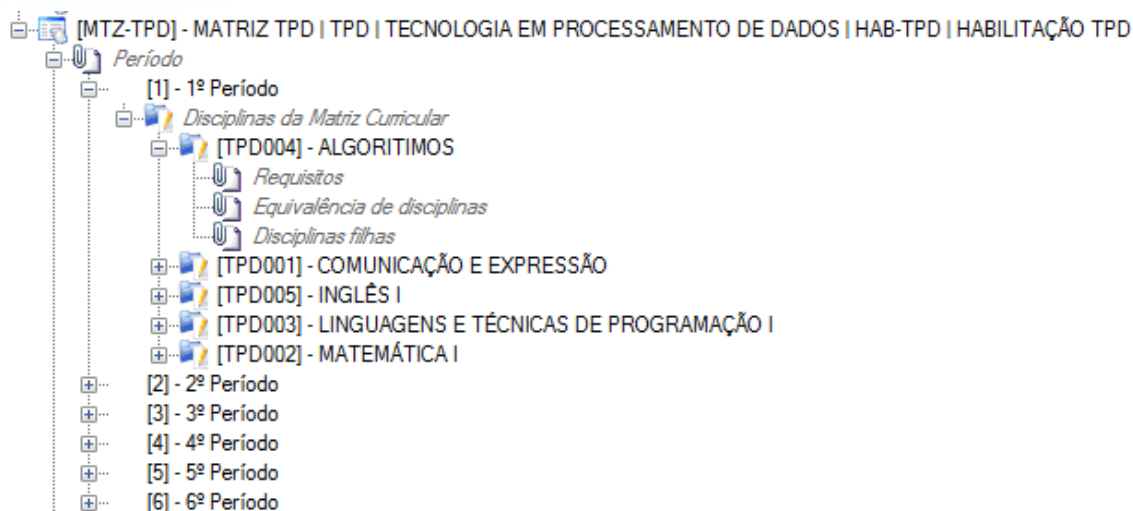 [MTZ-TPD] - MATRIZ TPD | TPD | TECNOLOGIA EM PROCESSAMENTO DE DADOS | HAB-TPD | HABILITAÇÃO TPD
Período
[1] - 1º Período
Disciplinas da Matriz Curricular
[TPD004] - ALGORITIMOS
Requisitos
Equivalência de disciplinas
Disciplinas filhas
[TPD001] - COMUNICAÇÃO E EXPRESSÃO
[TPD005] - INGLÊS I
[TPD003] - LINGUAGENS E TÉCNICAS DE PROGRAMAÇÃO I
[TPD002] - MATEMÁTICA I
[2] - 2º Período
[3] - 3º Período
[4] - 4º Período
[5] - 5º Período
[6] - 6º Período